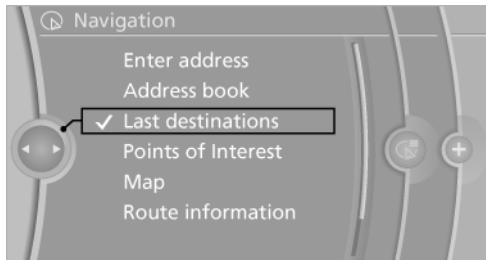 Navigation
Enter address
Address book
Last destinations
Points of Interest
Map
Route information